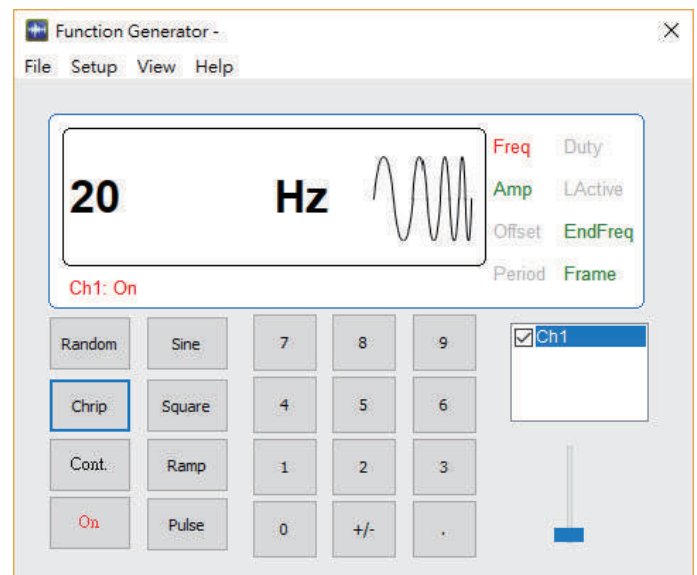 Function Generator -
File Setup View Help
20 Hz
Freq Duty
Amp LActive
Offset EndFreq
Period Frame
Ch1: On
Random Sine 7 8 9
Ch1
Chrip Square 4 5 6
Cont. Ramp 1 2 3
On Pulse 0 +/- .